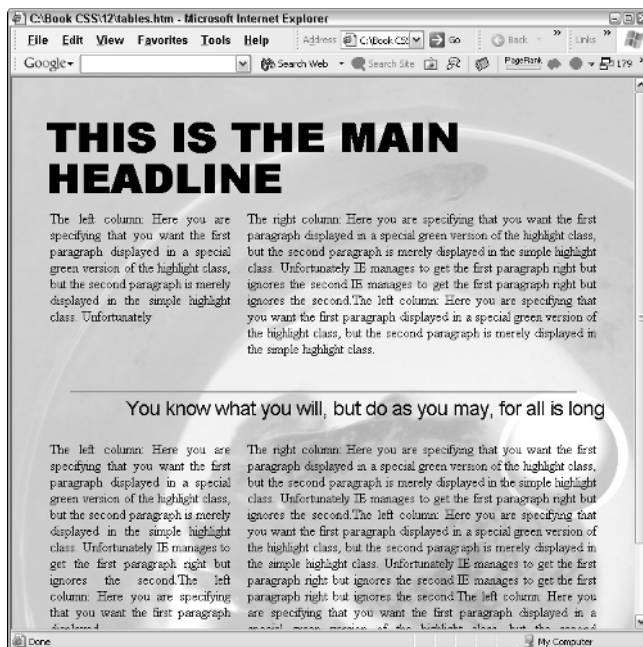 C:\Book CSS\12\tables.htm - Microsoft Internet Explorer
File Edit View Favorites Tools Help Address C:\Book CSS Go Back » Links »
Google Search Web Search Site PageRank 179 »
THIS IS THE MAIN
HEADLINE
The left column: Here you are
specifying that you want the first
paragraph displayed in a special
green version of the highlight class,
but the second paragraph is merely
displayed in the simple highlight
class. Unfortunately
The right column: Here you are specifying that you want the first
paragraph displayed in a special green version of the highlight class,
but the second paragraph is merely displayed in the simple highlight
class. Unfortunately IE manages to get the first paragraph right but
ignores the second.IE manages to get the first paragraph right but
ignores the second.The left column: Here you are specifying that
you want the first paragraph displayed in a special green version of
the highlight class, but the second paragraph is merely displayed in
the simple highlight class.
You know what you will, but do as you may, for all is long
The left column: Here you are
specifying that you want the first
paragraph displayed in a special
green version of the highlight class,
but the second paragraph is merely
displayed in the simple highlight
class. Unfortunately IE manages to
get the first paragraph right but
ignores the second.The left
column: Here you are specifying
that you want the first paragraph
displayed
The right column: Here you are specifying that you want the first
paragraph displayed in a special green version of the highlight class,
but the second paragraph is merely displayed in the simple highlight
class. Unfortunately IE manages to get the first paragraph right but
ignores the second.The left column: Here you are specifying that
you want the first paragraph displayed in a special green version of
the highlight class, but the second paragraph is merely displayed in
the simple highlight class. Unfortunately IE manages to get the first
paragraph right but ignores the second.IE manages to get the first
paragraph right but ignores the second.The left column: Here you
are specifying that you want the first paragraph displayed in a
special green version of the highlight class, but the second
Done My Computer